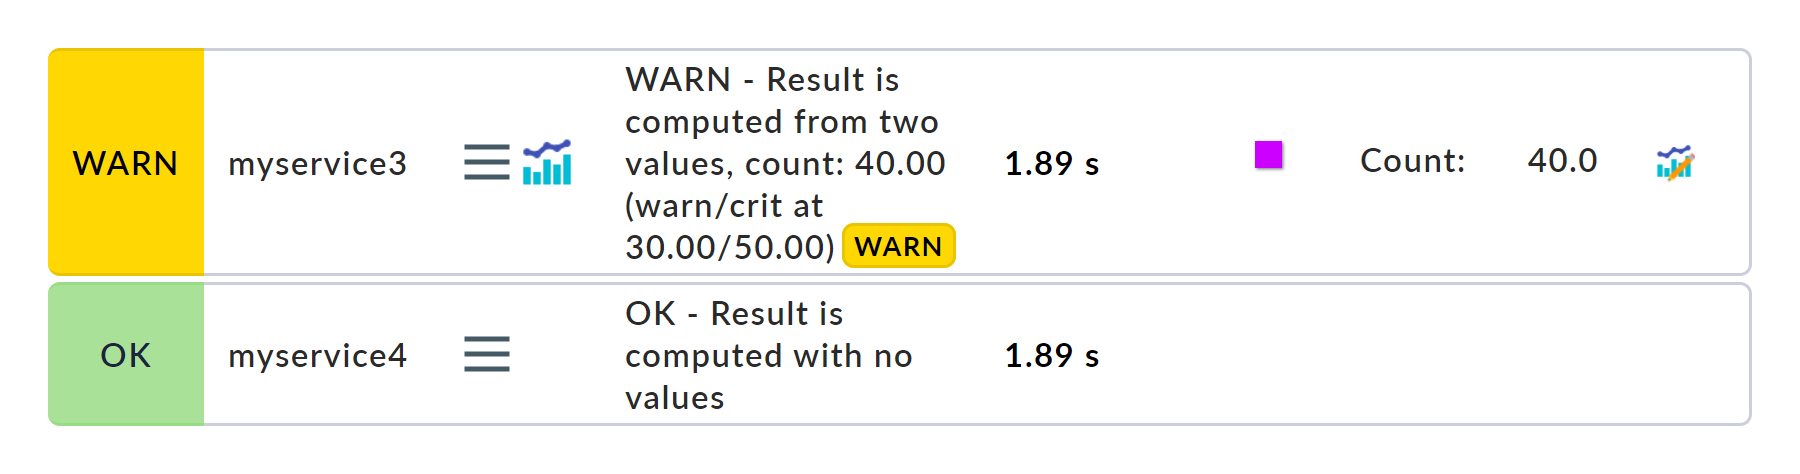 WARN
myservice3
WARN - Result is
computed from two
values, count: 40.00
(warn/crit at
30.00/50.00) WARN
1.89 s
Count:
40.0
OK
myservice4
OK - Result is
computed with no
values
1.89 s